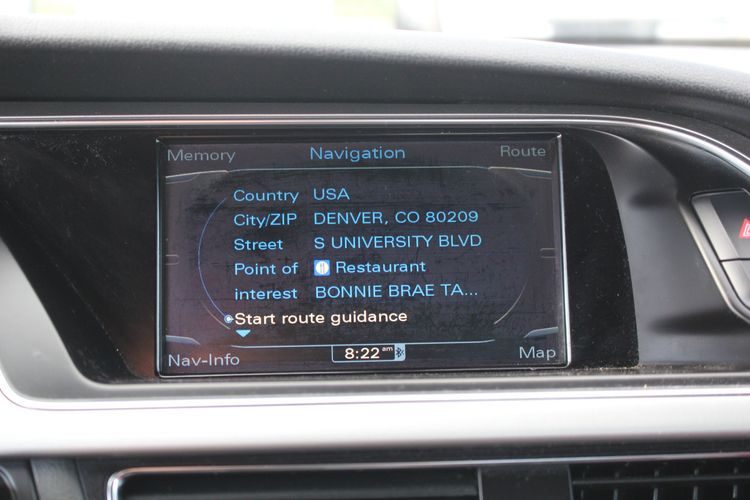 Memory Navigation Route
Country USA
City/ZIP DENVER, CO 80209
Street S UNIVERSITY BLVD
Point of Restaurant
interest BONNIE BRAE TA...
Start route guidance
Nav-Info 8:22 am Map